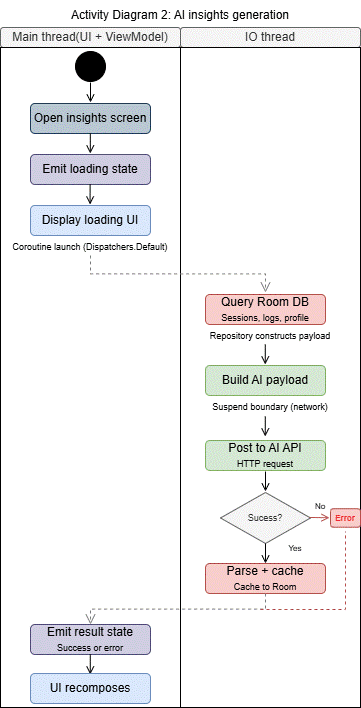 Activity Diagram 2: AI insights generation
Main thread(UI + ViewModel)
IO thread
Open insights screen
Emit loading state
Display loading UI
Coroutine launch (Dispatchers.Default)
Query Room DB
Sessions, logs, profile
Repository constructs payload
Build AI payload
Suspend boundary (network)
Post to AI API
HTTP request
Sucess?
No
Error
Yes
Parse + cache
Cache to Room
Emit result state
Success or error
UI recomposes